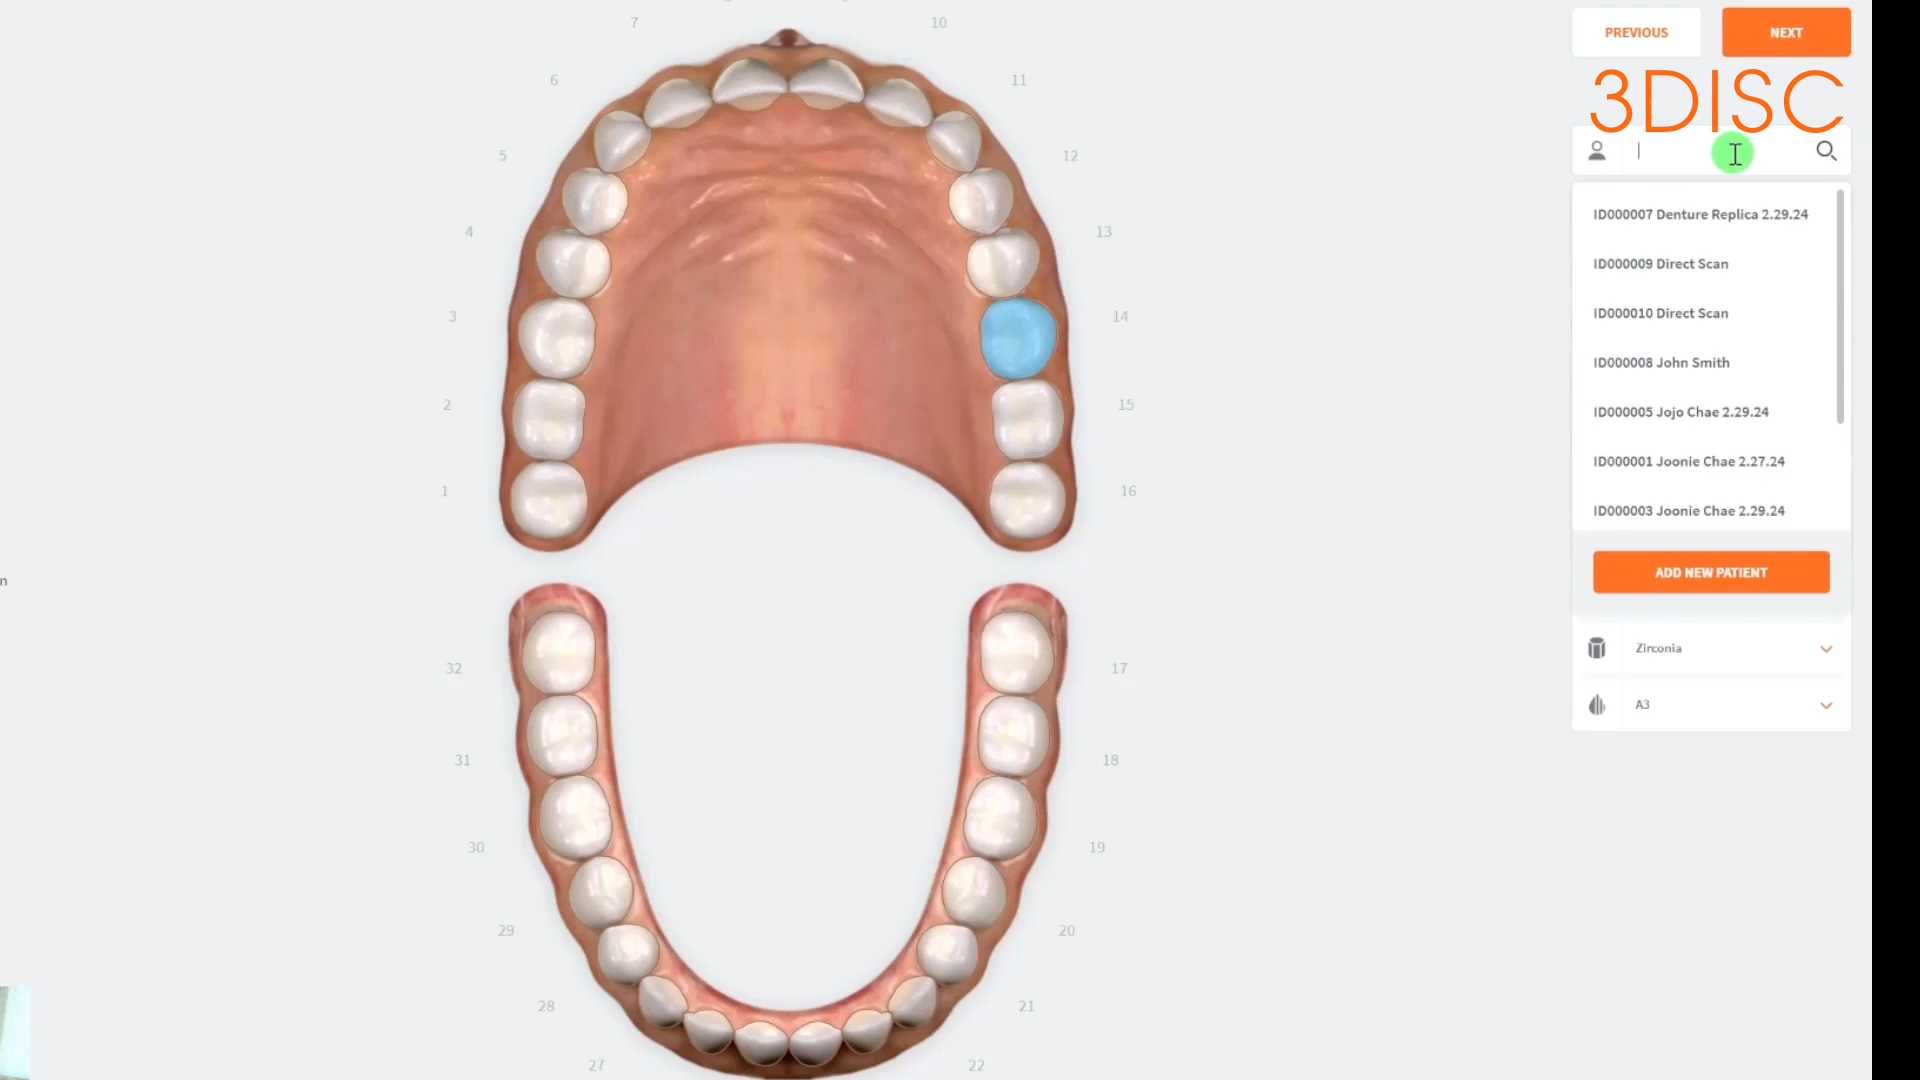 7
10
6
11
5
12
4
13
3
14
2
15
1
16
32
17
31
18
30
19
29
20
28
21
27
22
n
PREVIOUS
NEXT
3DISC
ID000007 Denture Replica 2.29.24
ID000009 Direct Scan
ID000010 Direct Scan
ID000008 John Smith
ID000005 Jojo Chae 2.29.24
ID000001 Joonie Chae 2.27.24
ID000003 Joonie Chae 2.29.24
ADD NEW PATIENT
Zirconia
A3